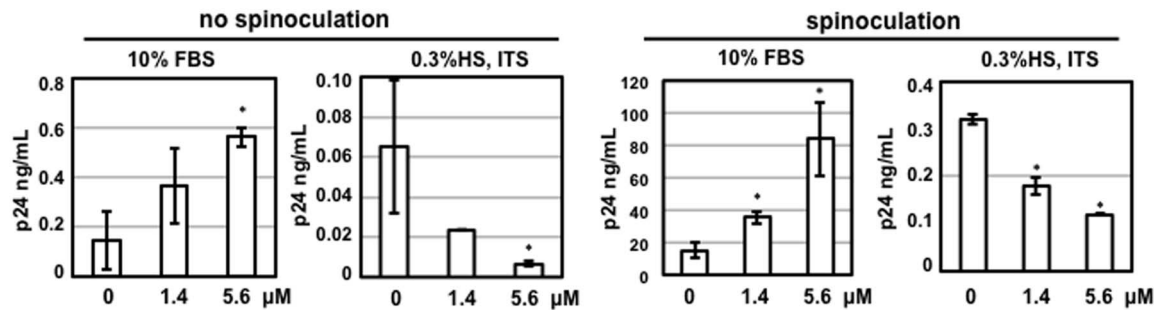 no spinoculation
spinoculation
10% FBS
0.3%HS, ITS
10% FBS
0.3%HS, ITS
p24 ng/mL
0.8
0.6
0.4
0.2
0
*
0 1.4 5.6 µM
p24 ng/mL
0.10
0.08
0.06
0.04
0.02
0
*
0 1.4 5.6 µM
p24 ng/mL
120
100
80
60
40
20
0
*
*
0 1.4 5.6 µM
p24 ng/mL
0.4
0.3
0.2
0.1
0
*
*
0 1.4 5.6 µM